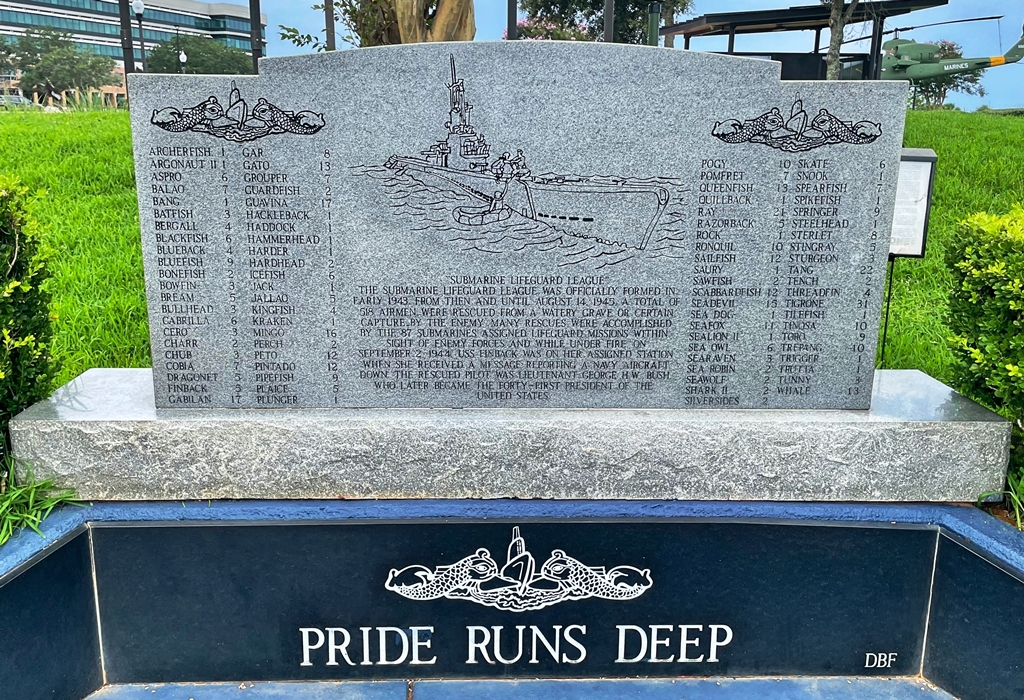 MARINES
ARCHERFISH 1 GAR 8
ARGONAUT II 1 GATO 13
ASPRO 6 GROUPER 7
BALAO 7 GUARDFISH 2
BANG 1 GUAVINA 17
BATFISH 3 HACKLEBACK 1
BERGALL 4 HADDOCK 1
BLACKFISH 6 HAMMERHEAD 1
BLUEBACK 4 HARDER 1
BLUEFISH 9 HARDHEAD 2
BONEFISH 2 ICEFISH 6
BOWFIN 3 JACK 1
BREAM 5 JALLAO 5
BULLHEAD 3 KINGFISH 4
CABRILLA 6 KRAKEN 1
CERO 3 MINGO 16
CHARR 2 PERCH 2
CHUB 3 PETO 12
COBIA 7 PINTADO 12
DRAGONET 3 PIPEFISH 8
FINBACK PLAICE 5
GABILAN 17 PLUNGER 1
SUBMARINE LIFEGUARD LEAGUE
THE SUBMARINE LIFEGUARD LEAGUE WAS OFFICIALLY FORMED IN
EARLY 1943. FROM THEN AND UNTIL AUGUST 14, 1945, A TOTAL OF
518 AIRMEN WERE RESCUED FROM A WATERY GRAVE OR CERTAIN
CAPTURE BY THE ENEMY. MANY RESCUES WERE ACCOMPLISHED
BY THE 87 SUBMARINES ASSIGNED LIFEGUARD MISSIONS WITHIN
SIGHT OF ENEMY FORCES AND WHILE UNDER FIRE. ON
SEPTEMBER 2, 1944, USS FINBACK WAS ON HER ASSIGNED STATION
WHEN SHE RECEIVED A MESSAGE REPORTING A NAVY AIRCRAFT
DOWN. THE RESCUED PILOT WAS LIEUTENANT GEORGE H.W. BUSH,
WHO LATER BECAME THE FORTY-FIRST PRESIDENT OF THE
UNITED STATES.
POGY 10 SKATE 6
POMFRET 7 SNOOK 1
QUEENFISH 13 SPEARFISH 7
QUILLBACK 1 SPIKEFISH 1
RAY 21 SPRINGER 9
RAZORBACK 5 STEELHEAD 1
ROCK 1 STERLET 8
RONQUIL 10 STINGRAY 5
SAILFISH 12 STURGEON 3
SAURY 1 TANG 22
SAWFISH 2 TENCH 2
SCABBARDFISH 12 THREADFIN 4
SEADEVIL 15 TIGRONE 31
SEA DOG 1 TILEFISH 1
SEAFOX 11 TINOSA 10
SEALION II 1 TORO 9
SEA OWL 6 TREPANG 10
SEARAVEN 3 TRIGGER 1
SEA ROBIN 2 TRUTTA 1
SEAWOLF 2 TUNNY 3
SHARK II 2 WHALE 13
SILVERSIDES 2
PRIDE RUNS DEEP
DBF